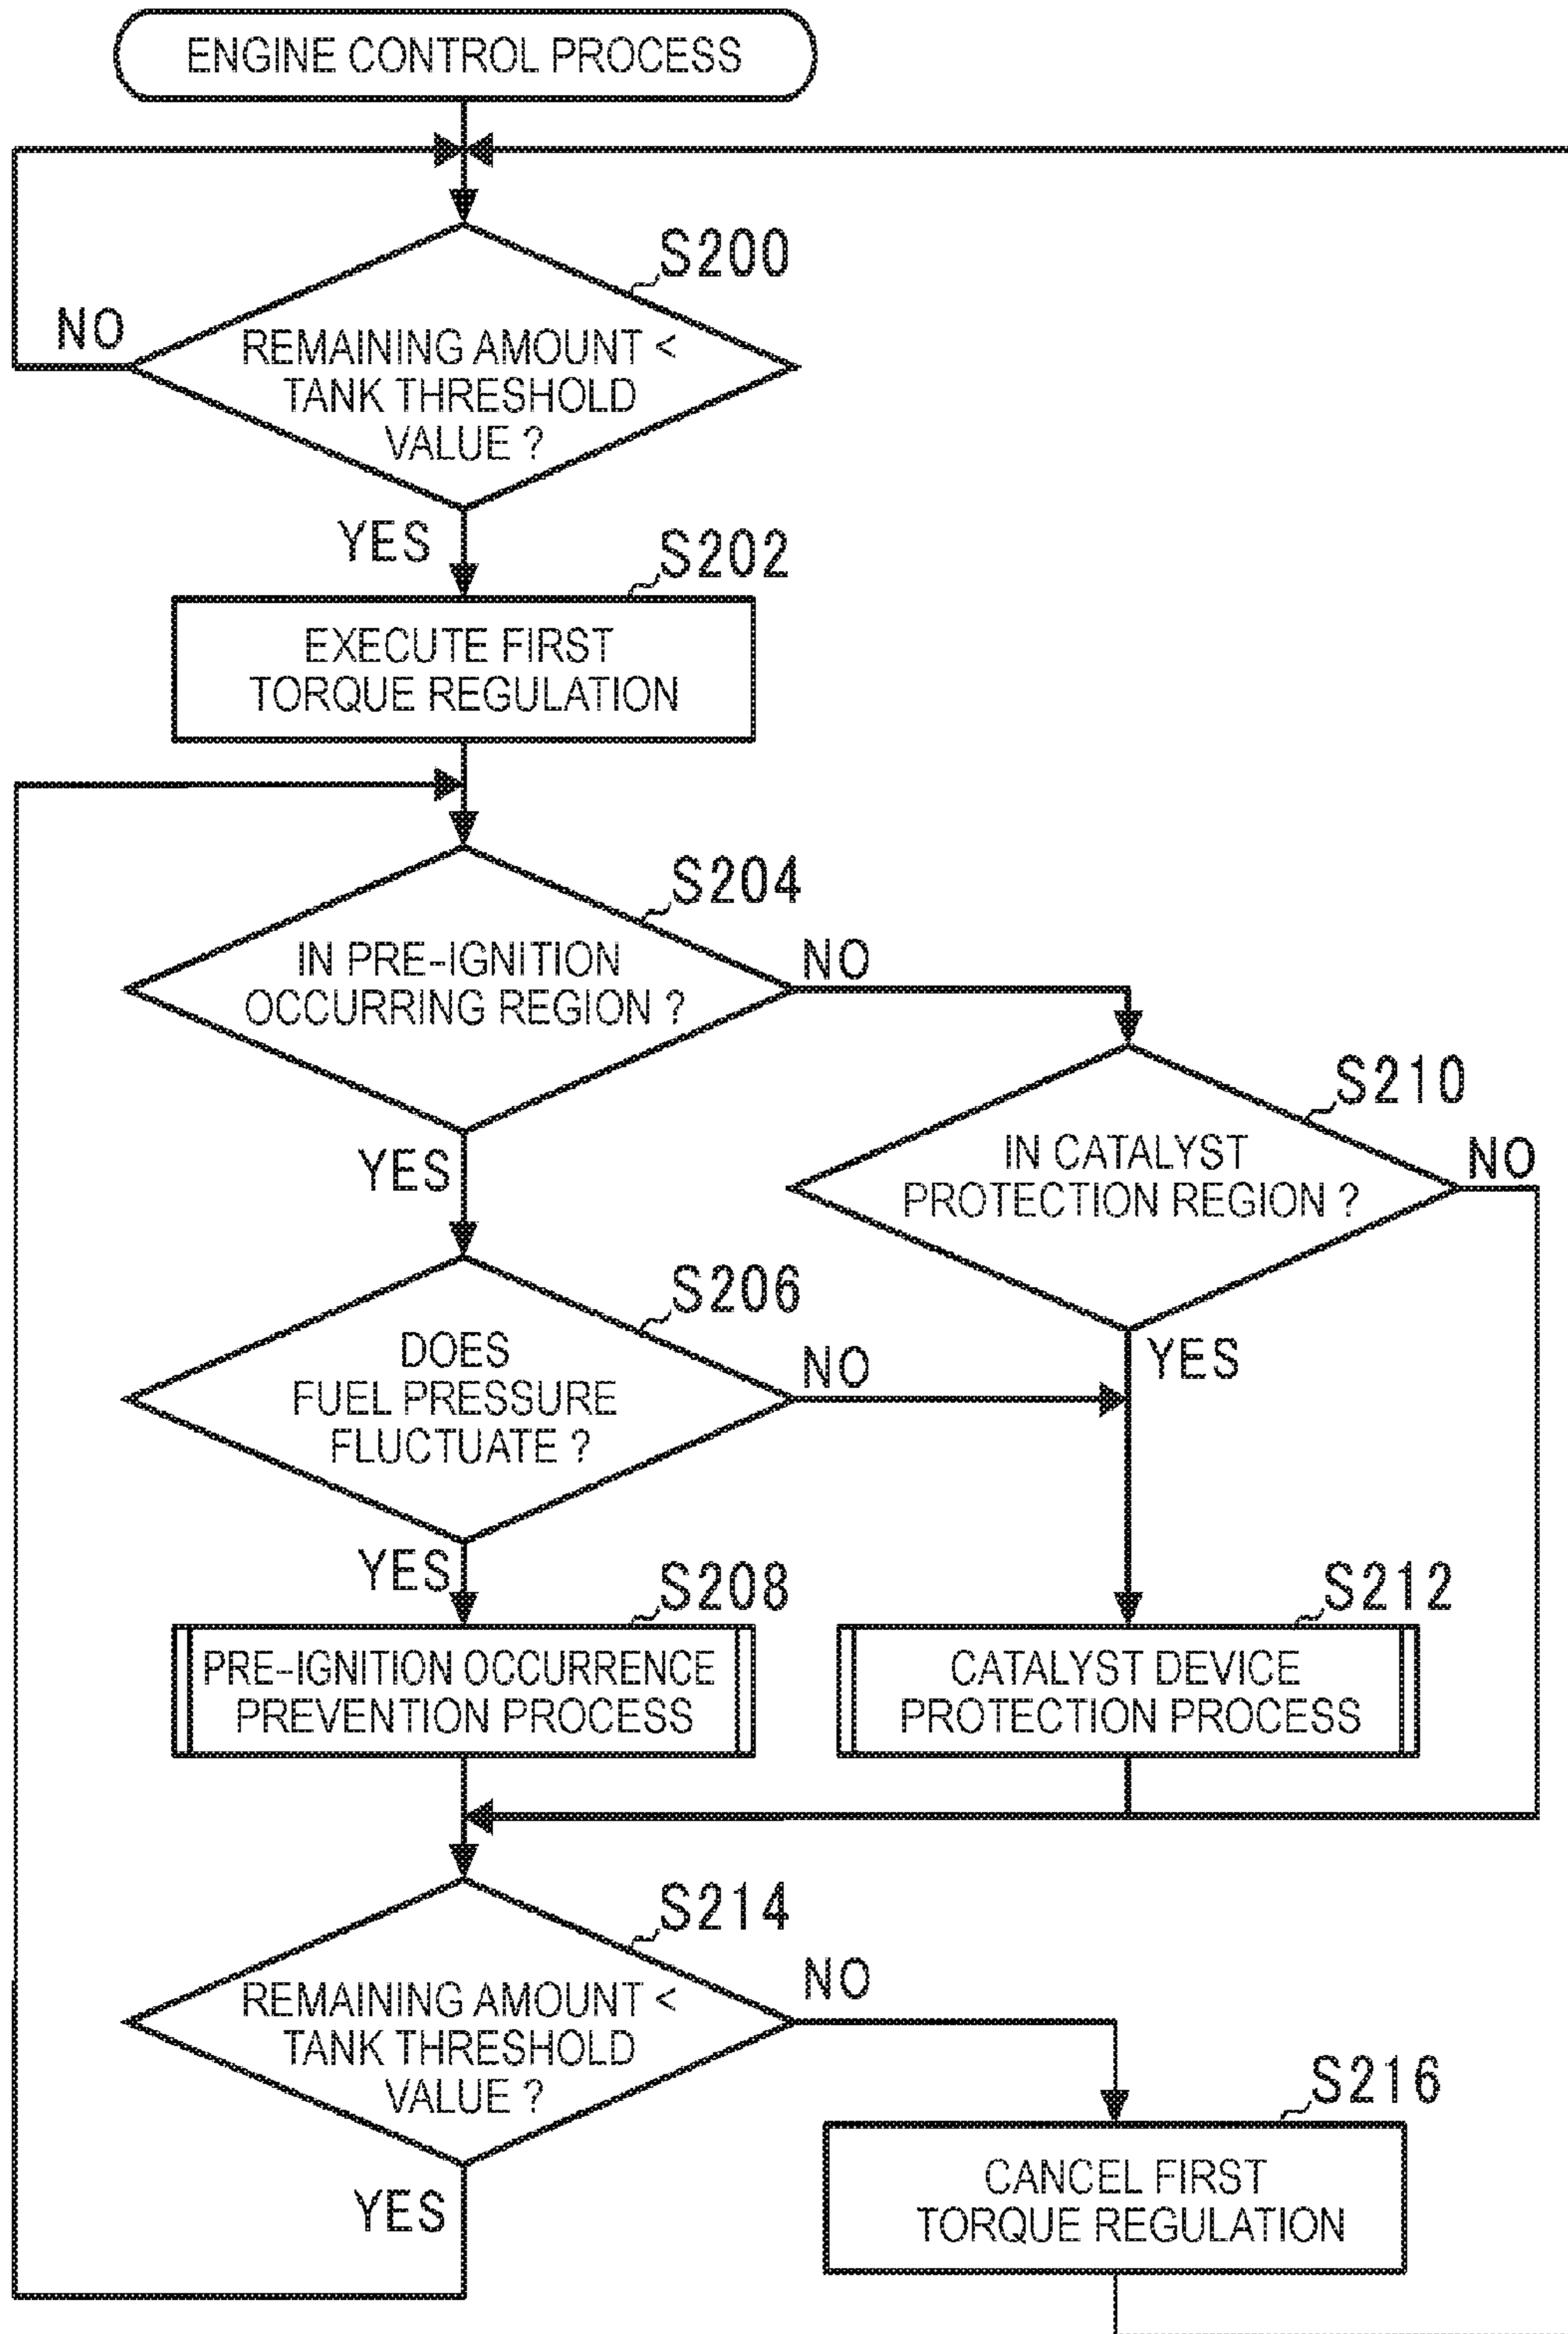 ENGINE CONTROL PROCESS
S200
NO
REMAINING AMOUNT <
TANK THRESHOLD
VALUE ?
YES
S202
EXECUTE FIRST
TORQUE REGULATION
S204
IN PRE-IGNITION
OCCURRING REGION ?
NO
S210
YES
IN CATALYST
PROTECTION REGION ?
NO
S206
DOES
FUEL PRESSURE
FLUCTUATE ?
NO
YES
YES
S208
PRE-IGNITION OCCURRENCE
PREVENTION PROCESS
S212
CATALYST DEVICE
PROTECTION PROCESS
S214
REMAINING AMOUNT <
TANK THRESHOLD
VALUE ?
NO
YES
S216
CANCEL FIRST
TORQUE REGULATION